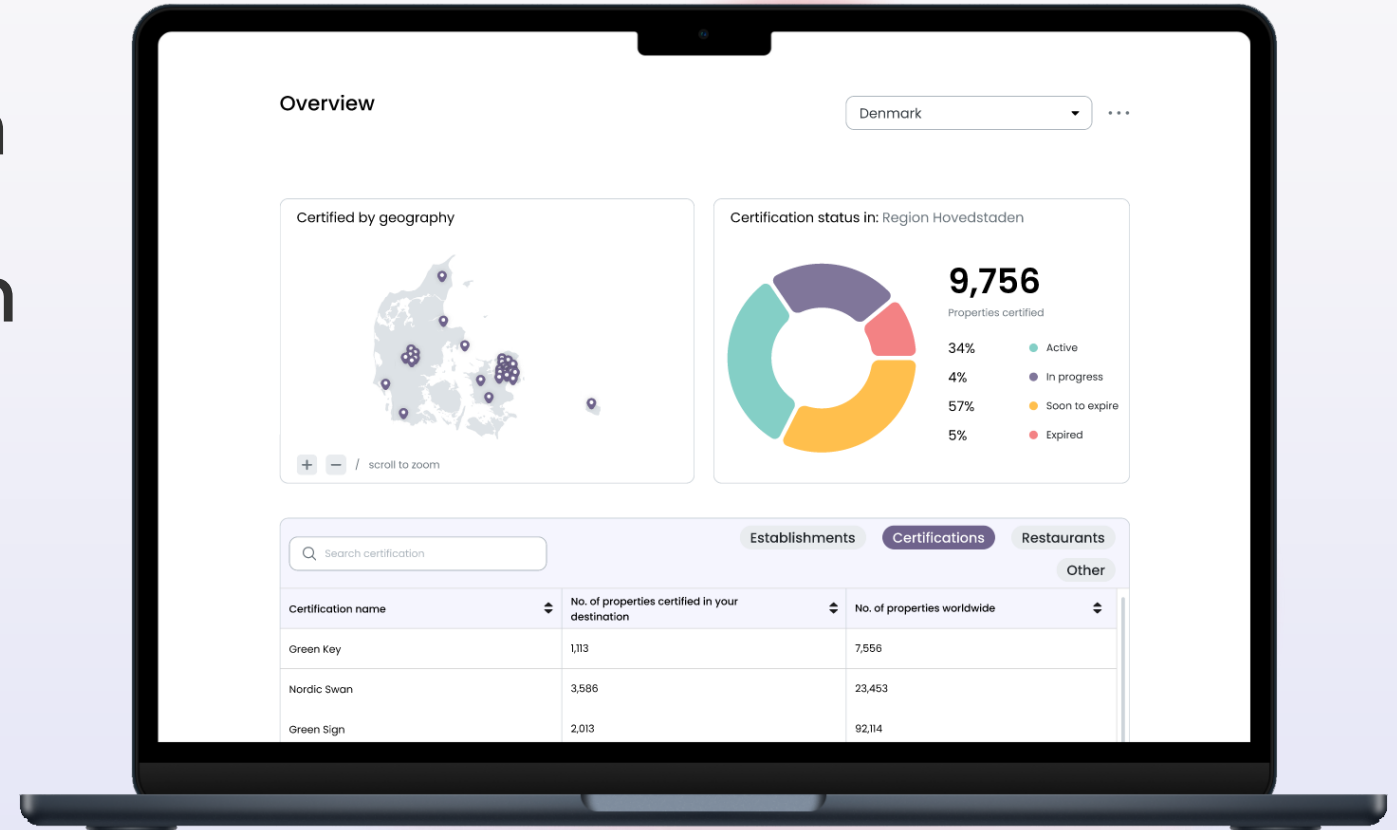 Overview
Denmark
Certified by geography
+ − / scroll to zoom
Certification status in: Region Hovedstaden
9,756
Properties certified
34% Active
4% In progress
57% Soon to expire
5% Expired
Search certification
Establishments Certifications Restaurants
Other
Certification name
No. of properties certified in your
destination
No. of properties worldwide
Green Key 1,113 7,556
Nordic Swan 3,586 23,453
Green Sign 2,013 92,114